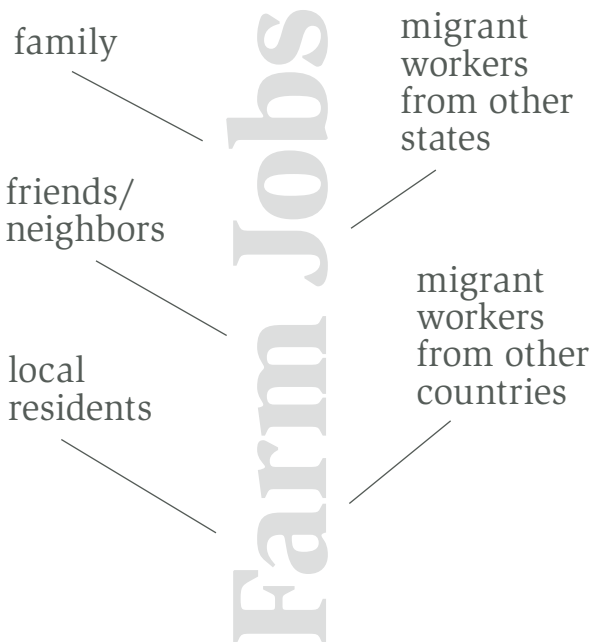 family
friends/
neighbors
local
residents
Farm Jobs
migrant
workers
from other
states
migrant
workers
from other
countries